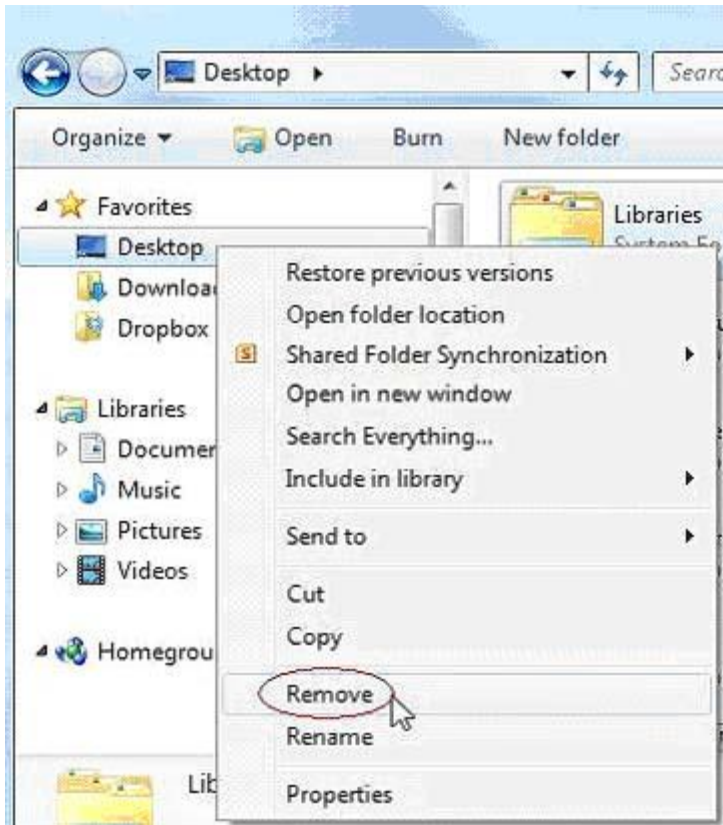 Desktop
Organize Open Burn New folder
Favorites
Desktop
Dropbox
Libraries
Music
Pictures
Videos
Libraries
System
Restore previous versions
Open folder location
Shared Folder Synchronization
Open in new window
Search Everything...
Include in library
Send to
Cut
Copy
Remove
Rename
Properties